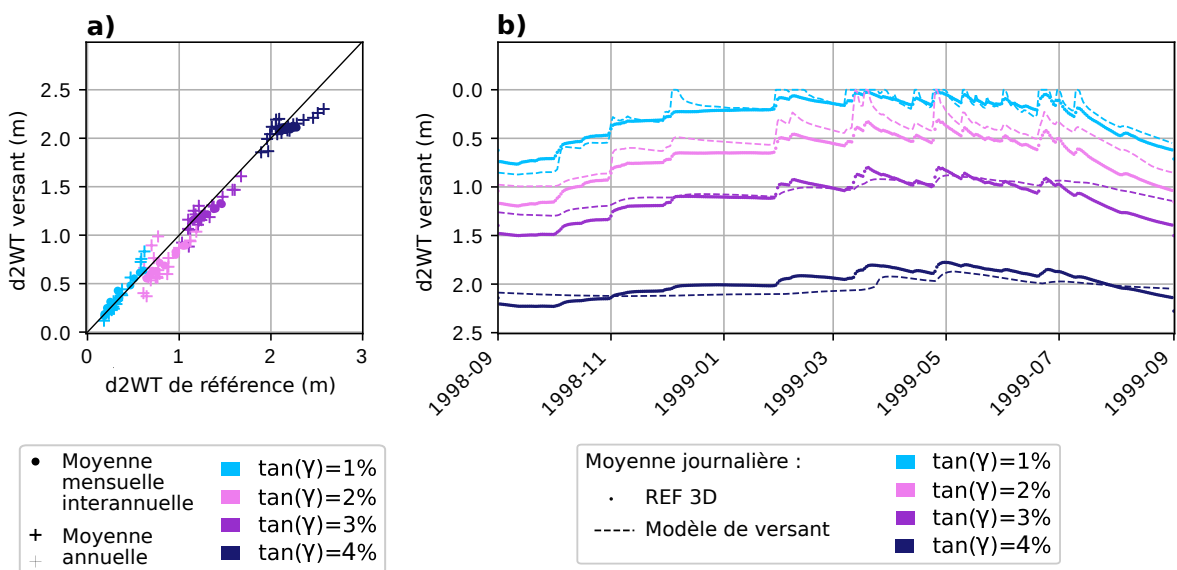 a)
d2WT versant (m)
2.5
2.0
1.5
1.0
0.5
0.0
0
1
2
3
d2WT de référence (m)
b)
d2WT versant (m)
0.0
0.5
1.0
1.5
2.0
2.5
1998-09
1998-11
1999-01
1999-03
1999-05
1999-07
1999-09
Moyenne
mensuelle
interannuelle
Moyenne
annuelle
tan(γ)=1%
tan(γ)=2%
tan(γ)=3%
tan(γ)=4%
Moyenne journalière :
REF 3D
Modèle de versant
tan(γ)=1%
tan(γ)=2%
tan(γ)=3%
tan(γ)=4%